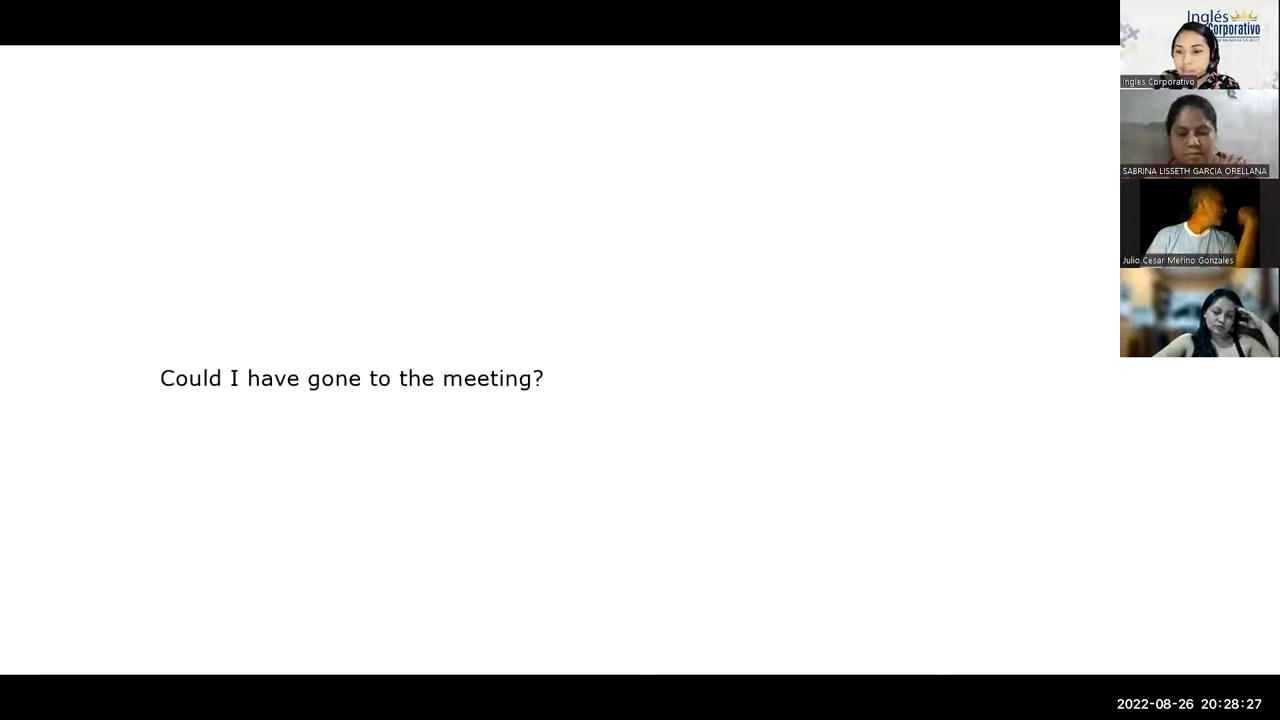 Inglés
Corporativo
Ingles Corporativo
SABRINA LISSETH GARCIA ORELLANA
Julio Cesar Merino Gonzales
Could I have gone to the meeting?
2022-08-26 20:28:27